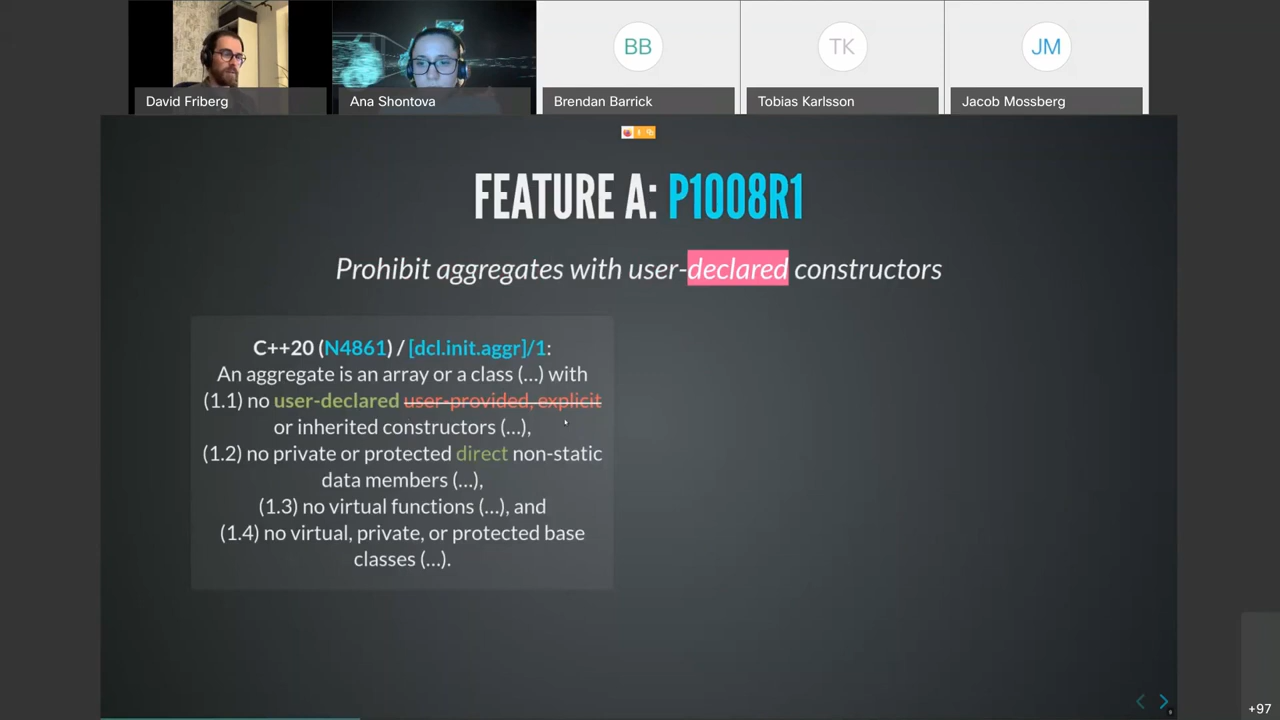 David Friberg
Ana Shontova
BB
Brendan Barrick
TK
Tobias Karlsson
JM
Jacob Mossberg
FEATURE A: P1008R1
Prohibit aggregates with user-declared constructors
C++20 (N4861) / [dcl.init.aggr]/1:
An aggregate is an array or a class (…) with
(1.1) no user-declared user-provided, explicit
or inherited constructors (…),
(1.2) no private or protected direct non-static
data members (…),
(1.3) no virtual functions (…), and
(1.4) no virtual, private, or protected base
classes (…).
+97